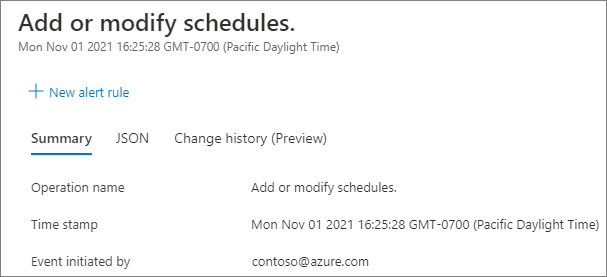 Add or modify schedules.
Mon Nov 01 2021 16:25:28 GMT-0700 (Pacific Daylight Time)
+ New alert rule
Summary JSON Change history (Preview)
Operation name Add or modify schedules.
Time stamp Mon Nov 01 2021 16:25:28 GMT-0700 (Pacific Daylight Time)
Event initiated by contoso@azure.com